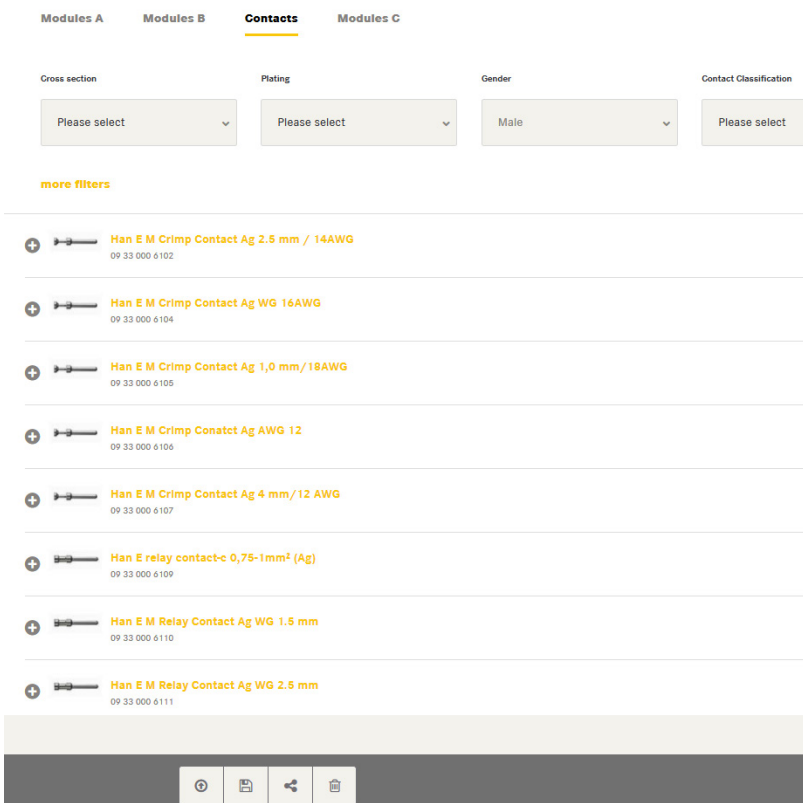 Modules A Modules B Contacts Modules C
Cross section Plating Gender Contact Classification
Please select Please select Male Please select
more filters
Han E M Crimp Contact Ag 2.5 mm / 14AWG
09 33 000 6102
Han E M Crimp Contact Ag WG 16AWG
09 33 000 6104
Han E M Crimp Contact Ag 1,0 mm/18AWG
09 33 000 6105
Han E M Crimp Conatct Ag AWG 12
09 33 000 6106
Han E M Crimp Contact Ag 4 mm/12 AWG
09 33 000 6107
Han E relay contact-c 0,75-1mm² (Ag)
09 33 000 6109
Han E M Relay Contact Ag WG 1.5 mm
09 33 000 6110
Han E M Relay Contact Ag WG 2.5 mm
09 33 000 6111